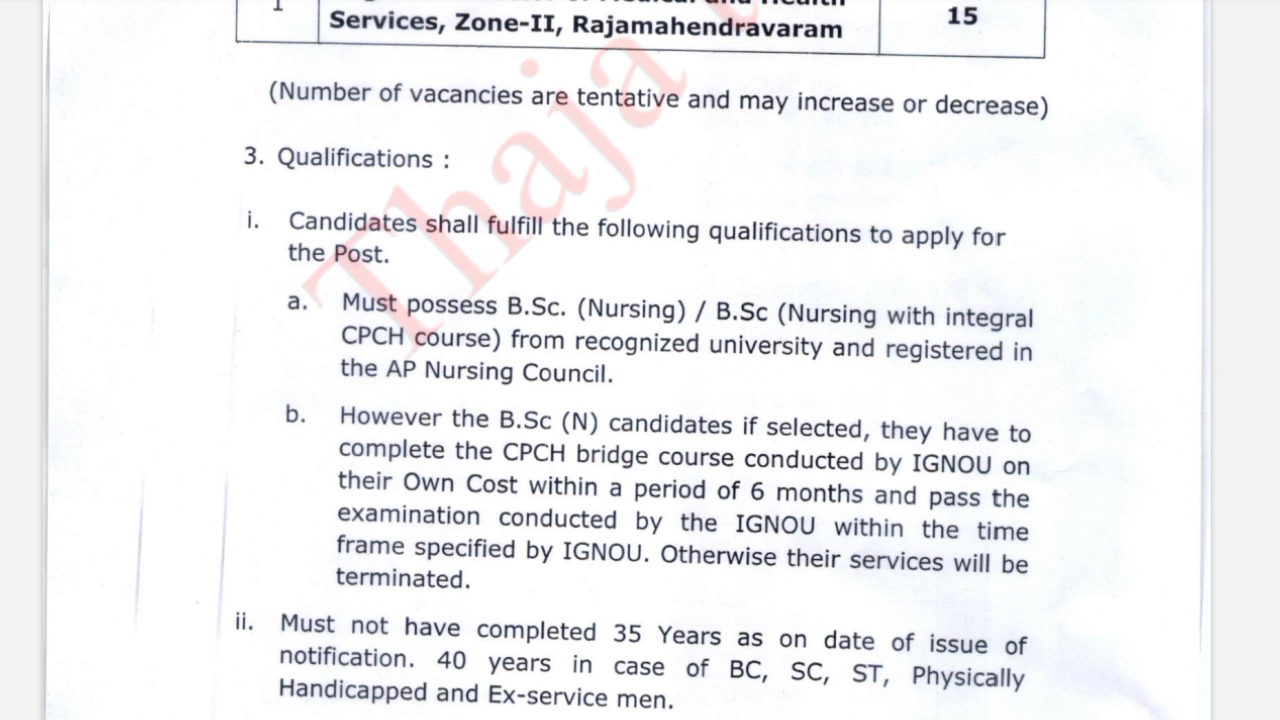 1
Services, Zone-II, Rajamahendravaram
15
(Number of vacancies are tentative and may increase or decrease)
3. Qualifications :
i. Candidates shall fulfill the following qualifications to apply for
the Post.
a. Must possess B.Sc. (Nursing) / B.Sc (Nursing with integral
CPCH course) from recognized university and registered in
the AP Nursing Council.
b. However the B.Sc (N) candidates if selected, they have to
complete the CPCH bridge course conducted by IGNOU on
their Own Cost within a period of 6 months and pass the
examination conducted by the IGNOU within the time
frame specified by IGNOU. Otherwise their services will be
terminated.
ii. Must not have completed 35 Years as on date of issue of
notification. 40 years in case of BC, SC, ST, Physically
Handicapped and Ex-service men.
Thaja